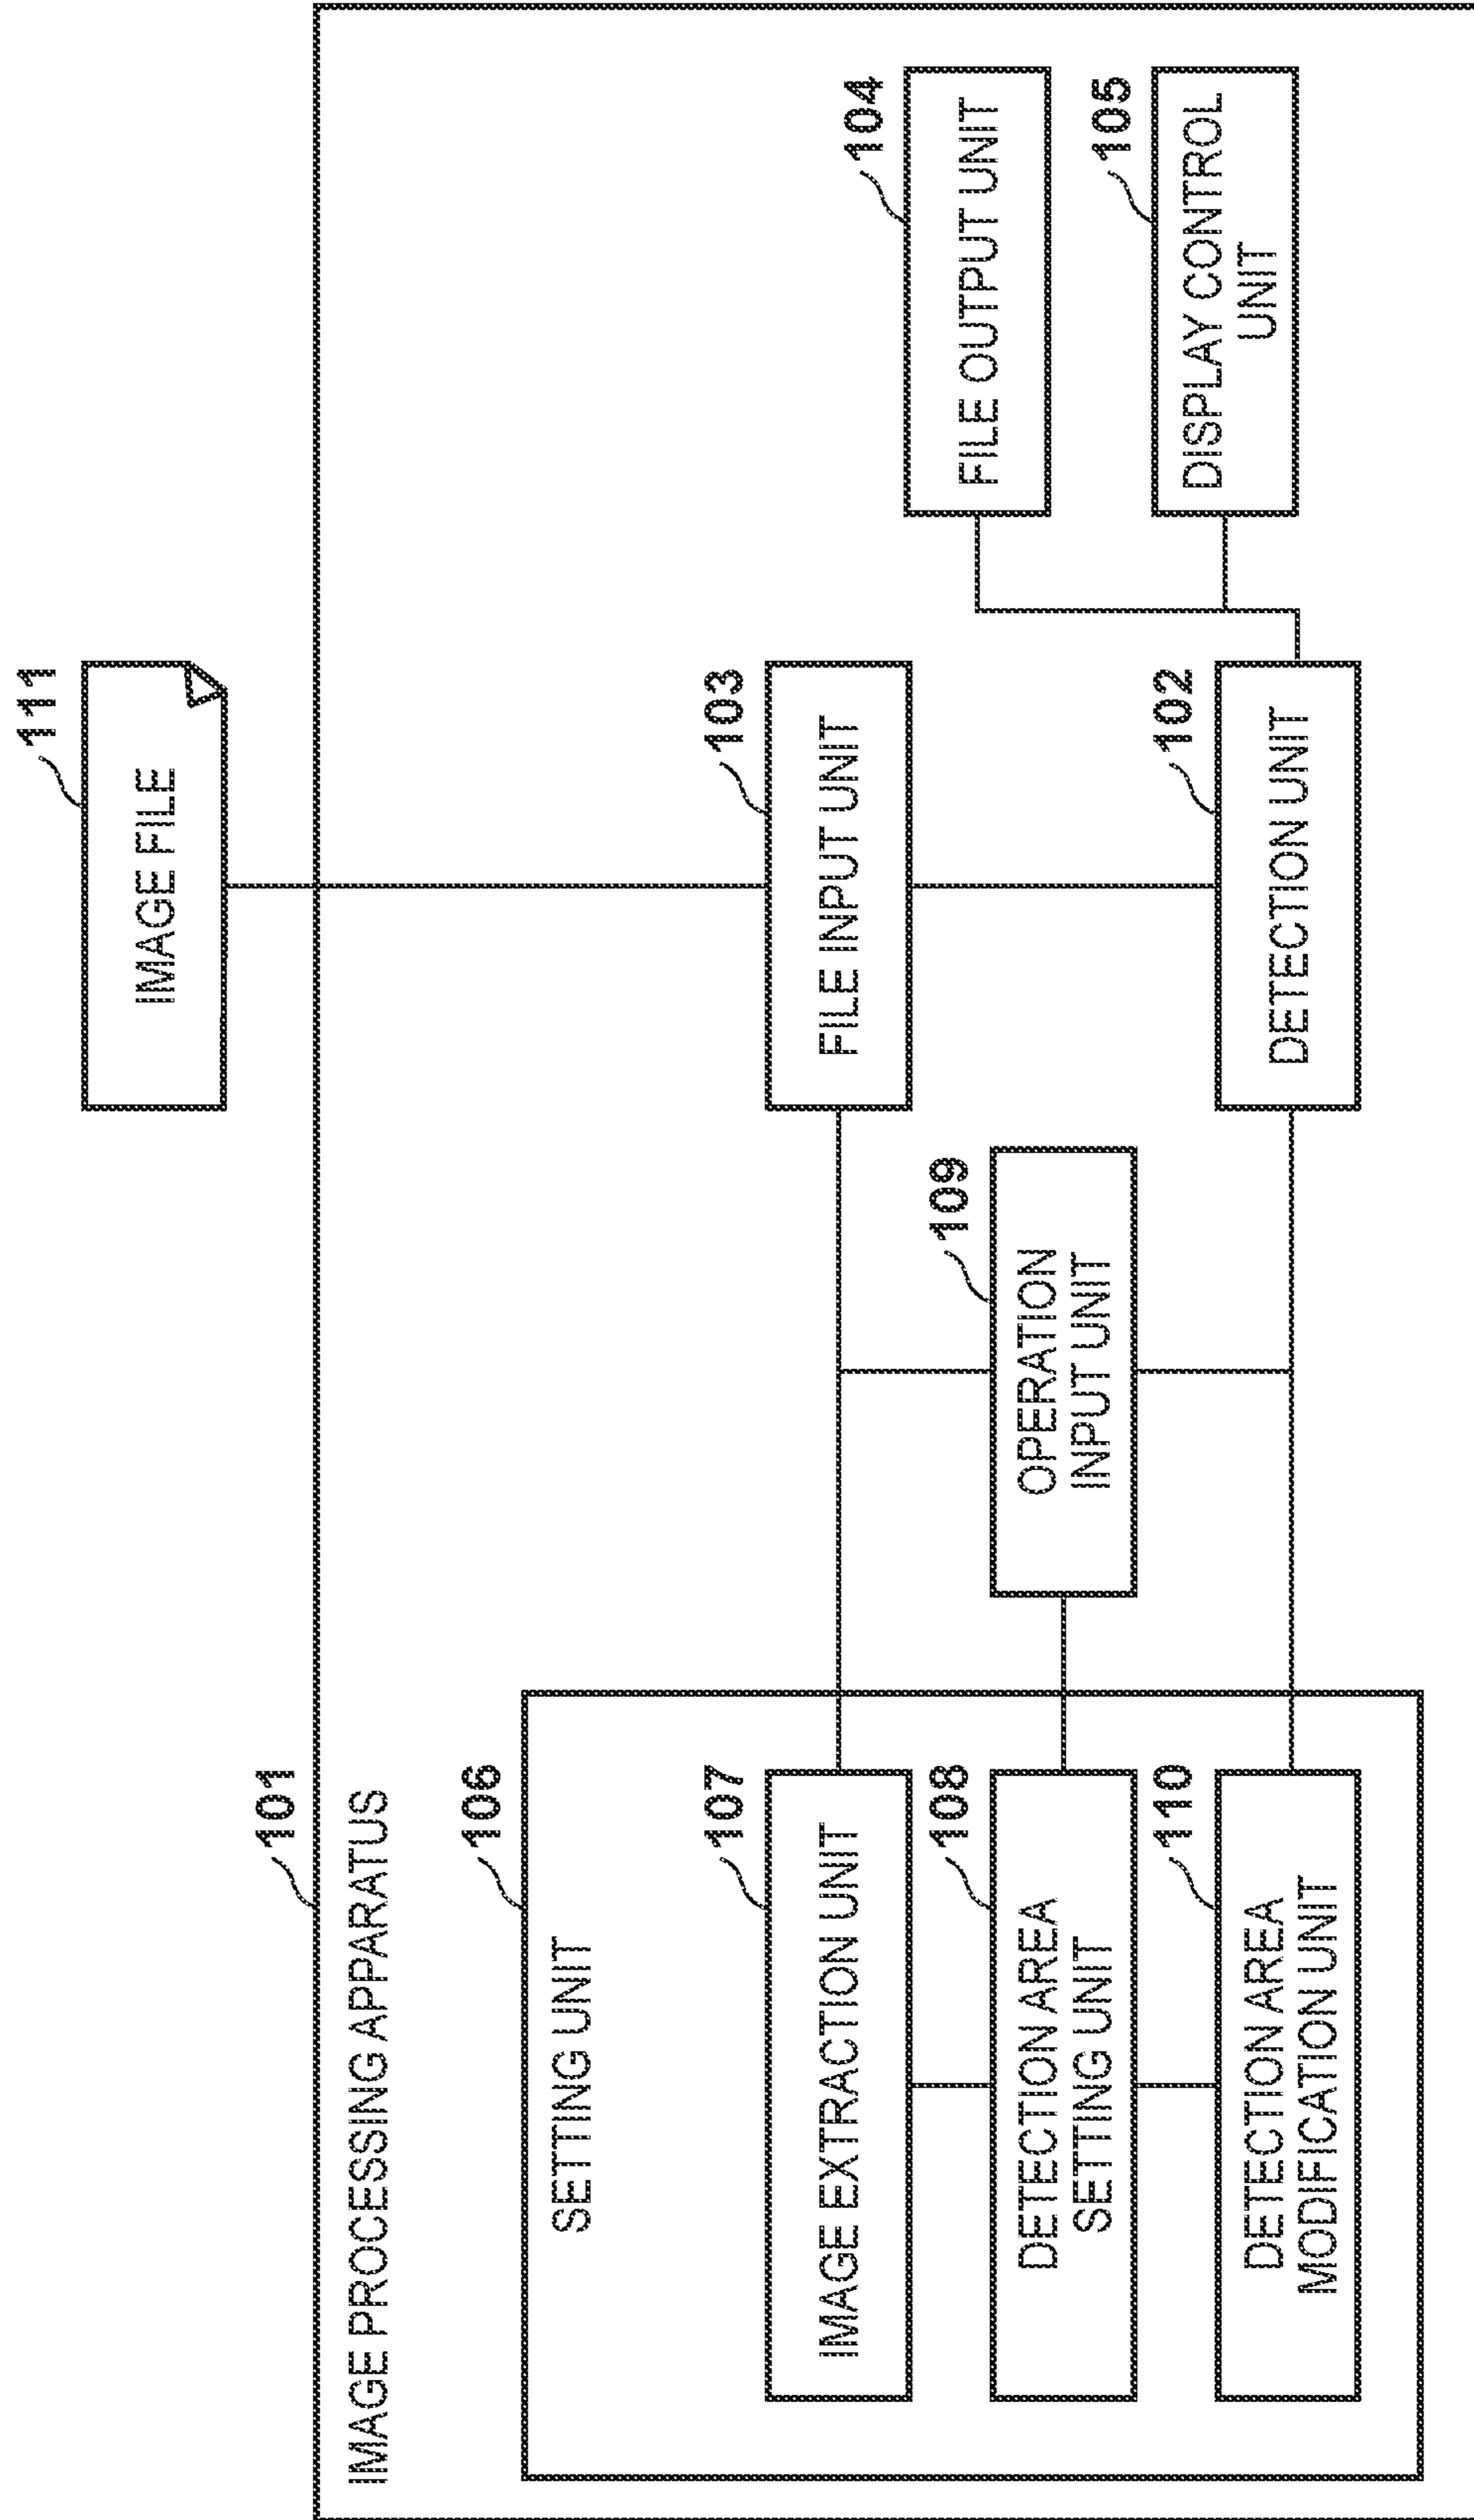 111
IMAGE FILE
101
IMAGE PROCESSING APPARATUS
106
SETTING UNIT
107
IMAGE EXTRACTION UNIT
103
FILE INPUT UNIT
104
FILE OUTPUT UNIT
109
OPERATION
INPUT UNIT
108
DETECTION AREA
SETTING UNIT
105
DISPLAY CONTROL
UNIT
110
DETECTION AREA
MODIFICATION UNIT
102
DETECTION UNIT